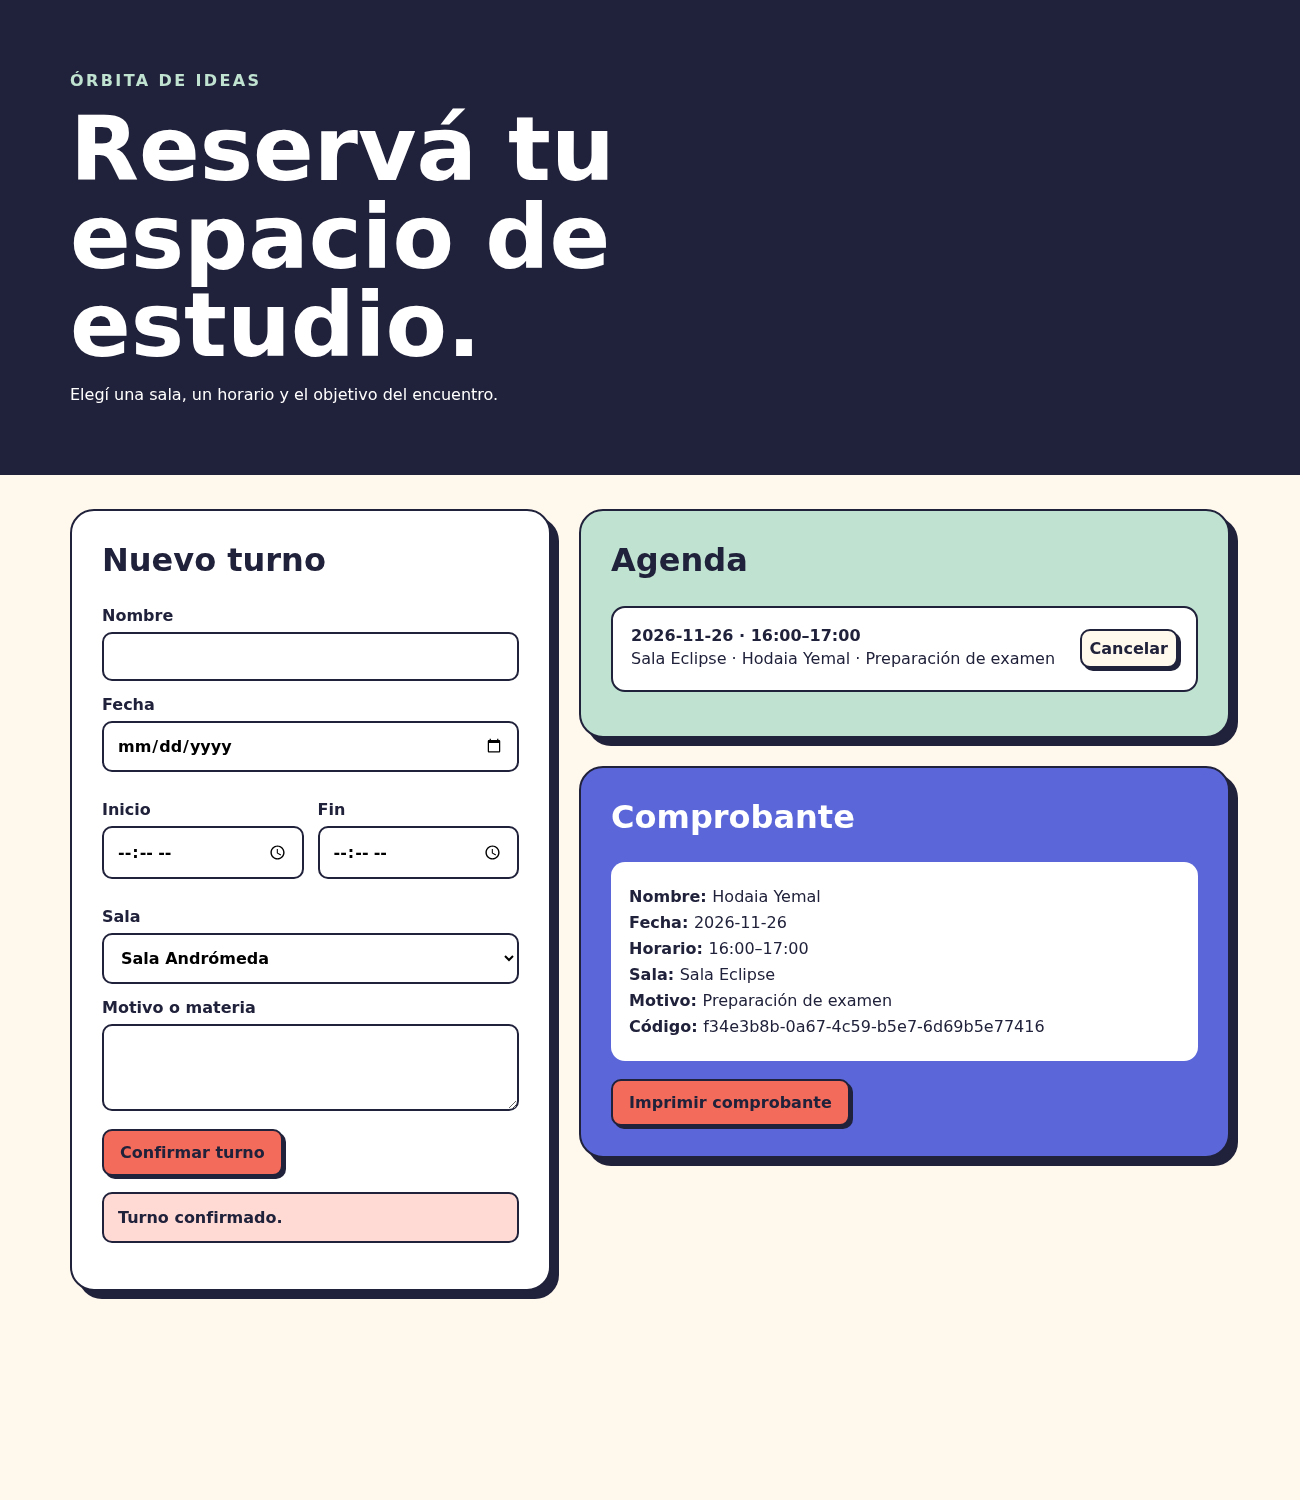 ÓRBITA DE IDEAS
Reservá tu
espacio de
estudio.
Elegí una sala, un horario y el objetivo del encuentro.
Nuevo turno
Nombre
Fecha
mm/dd/yyyy
Inicio
Fin
--:-- --
--:-- --
Sala
Sala Andrómeda
Motivo o materia
Confirmar turno
Turno confirmado.
Agenda
2026-11-26 · 16:00–17:00
Sala Eclipse · Hodaia Yemal · Preparación de examen
Cancelar
Comprobante
Nombre: Hodaia Yemal
Fecha: 2026-11-26
Horario: 16:00–17:00
Sala: Sala Eclipse
Motivo: Preparación de examen
Código: f34e3b8b-0a67-4c59-b5e7-6d69b5e77416
Imprimir comprobante